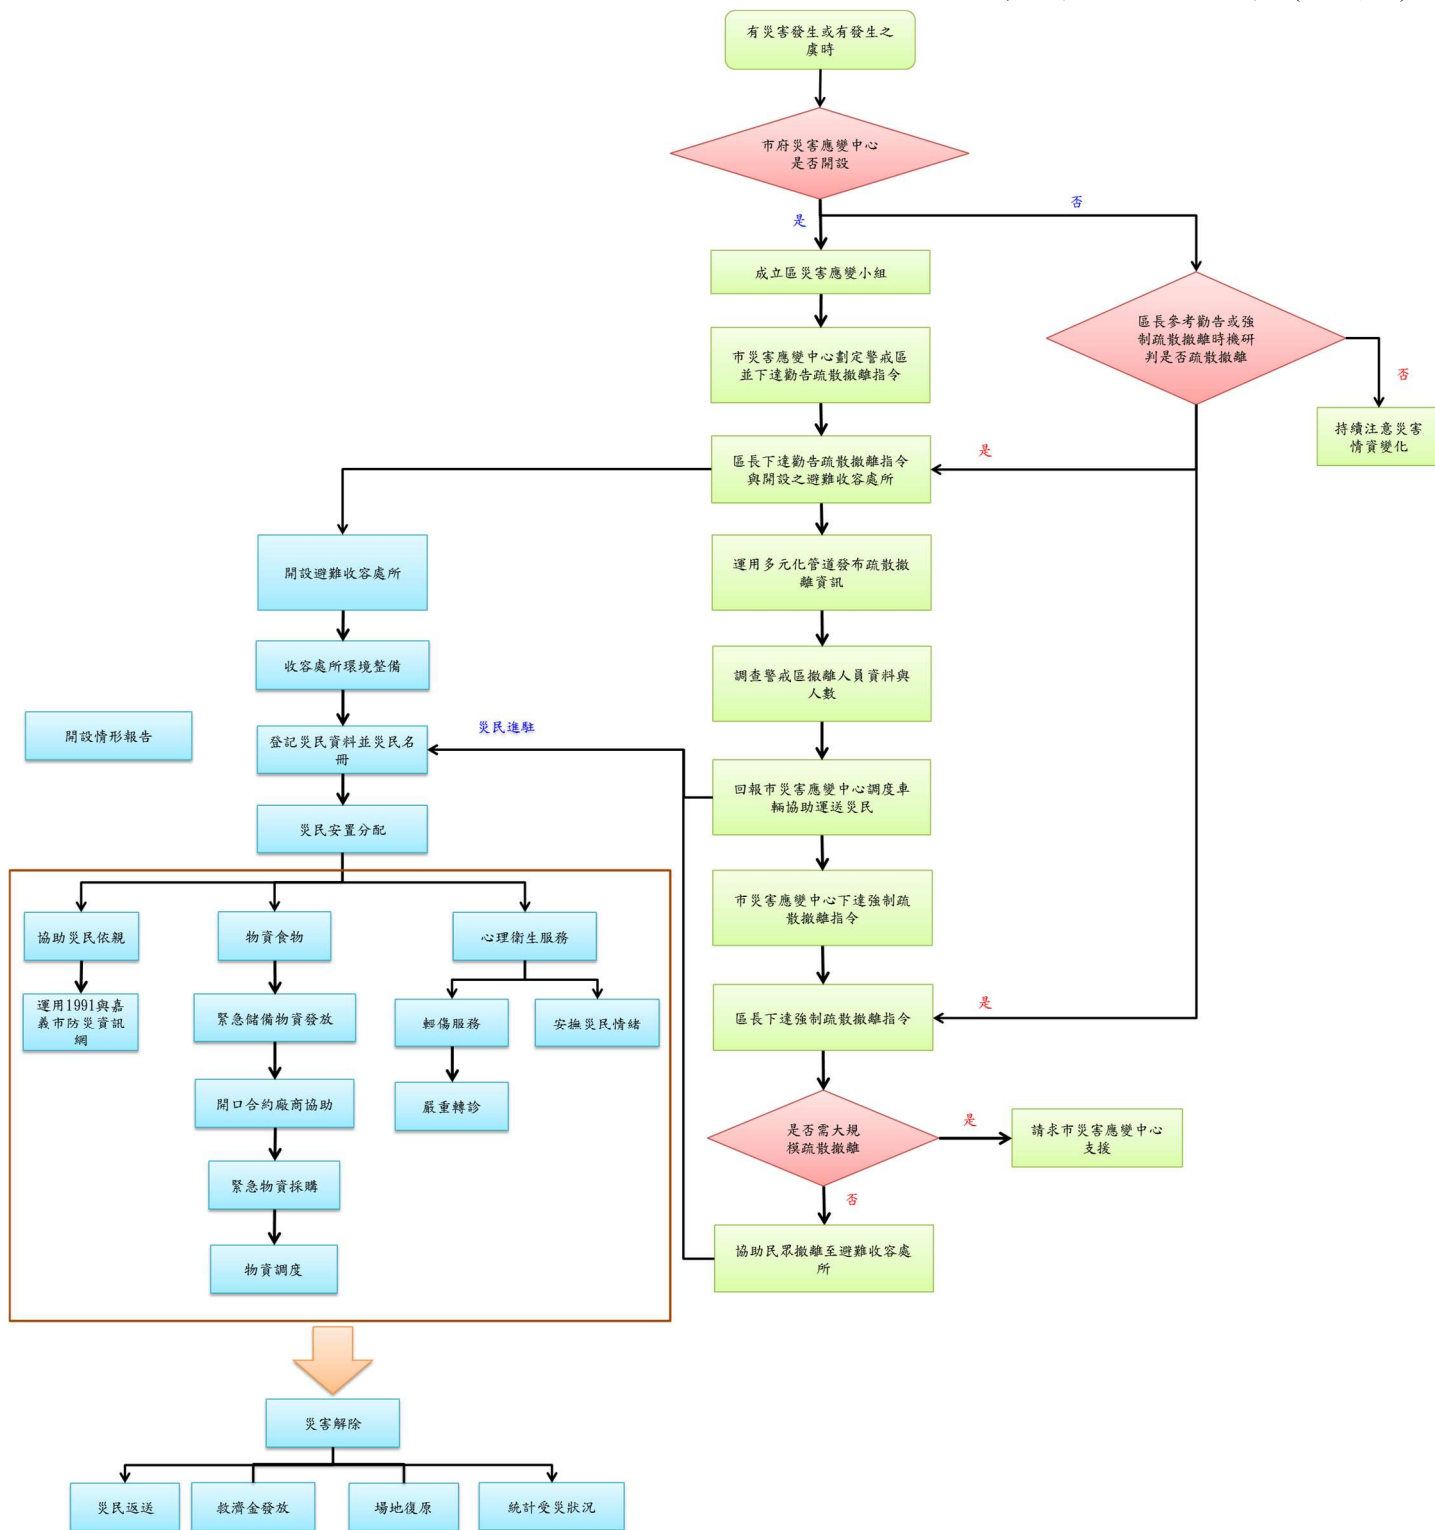 有災害發生或有發生之
虞時
市府災害應變中心
是否開設
是
否
成立區災害應變小組
區長參考勸告或強
制疏散撤離時機研
判是否疏散撤離
市災害應變中心劃定警戒區
並下達勸告疏散撤離指令
否
持續注意災害
情資變化
區長下達勸告疏散撤離指令
與開設之避難收容處所
是
開設避難收容處所
運用多元化管道發布疏散撤
離資訊
收容處所環境整備
調查警戒區撤離人員資料與
人數
開設情形報告
登記災民資料並災民名
冊
災民進駐
回報市災害應變中心調度車
輛協助運送災民
災民安置分配
市災害應變中心下達強制疏
散撤離指令
協助災民依親
物資食物
心理衛生服務
運用1991與嘉
義市防災資訊
網
緊急儲備物資發放
輕傷服務
安撫災民情緒
區長下達強制疏散撤離指令
是
開口合約廠商協助
嚴重轉診
是否需大規
模疏散撤離
是
請求市災害應變中心
支援
緊急物資採購
否
物資調度
協助民眾撤離至避難收容處
所
災害解除
災民返送
救濟金發放
場地復原
統計受災狀況